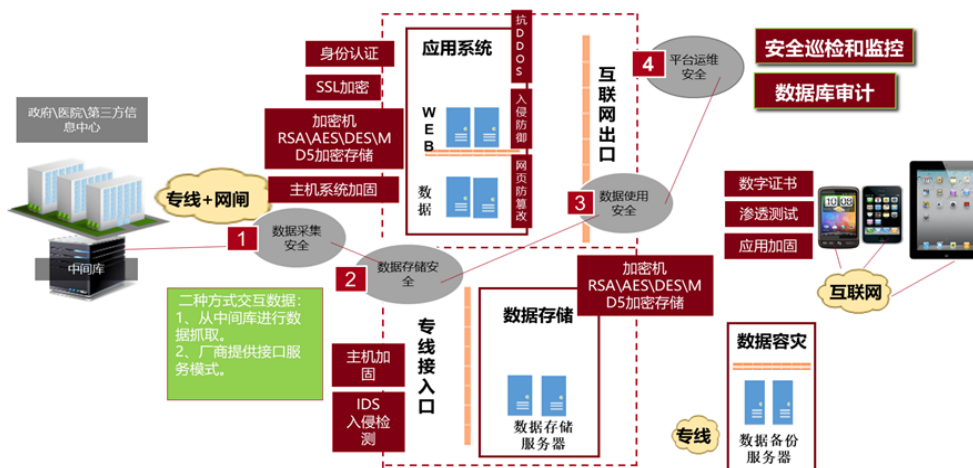 政府\医院\第三方信
息中心
中间库
专线+网闸
1
数据采集
安全
二种方式交互数据：
1、从中间库进行数
据抓取。
2、厂商提供接口服
务模式。
身份认证
SSL加密
加密机
RSA\AES\DES\M
D5加密存储
主机系统加固
应用系统
WEB
数据
抗DDOS
入侵防御
网页防篡改
互联网出口
2
数据存储安
全
3
数据使用
安全
4
平台运维
安全
安全巡检和监控
数据库审计
数字证书
渗透测试
应用加固
互联网
主机加
固
IDS
入侵检
测
专线接入口
数据存储
数据存储
服务器
加密机
RSA\AES\DES\M
D5加密存储
专线
数据容灾
数据备份
服务器